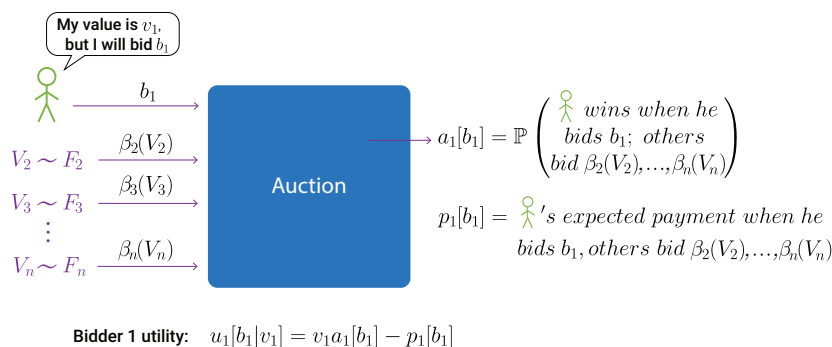 My value is v₁,
but I will bid b₁
b₁
V₂ ∼ F₂
β₂(V₂)
V₃ ∼ F₃
β₃(V₃)
⋮
Vₙ ∼ Fₙ
βₙ(Vₙ)
Auction
a₁[b₁] = ℙ ( wins when he
bids b₁; others
bid β₂(V₂),...,βₙ(Vₙ) )
p₁[b₁] = 's expected payment when he
bids b₁, others bid β₂(V₂),...,βₙ(Vₙ)
Bidder 1 utility: u₁[b₁|v₁] = v₁a₁[b₁] − p₁[b₁]